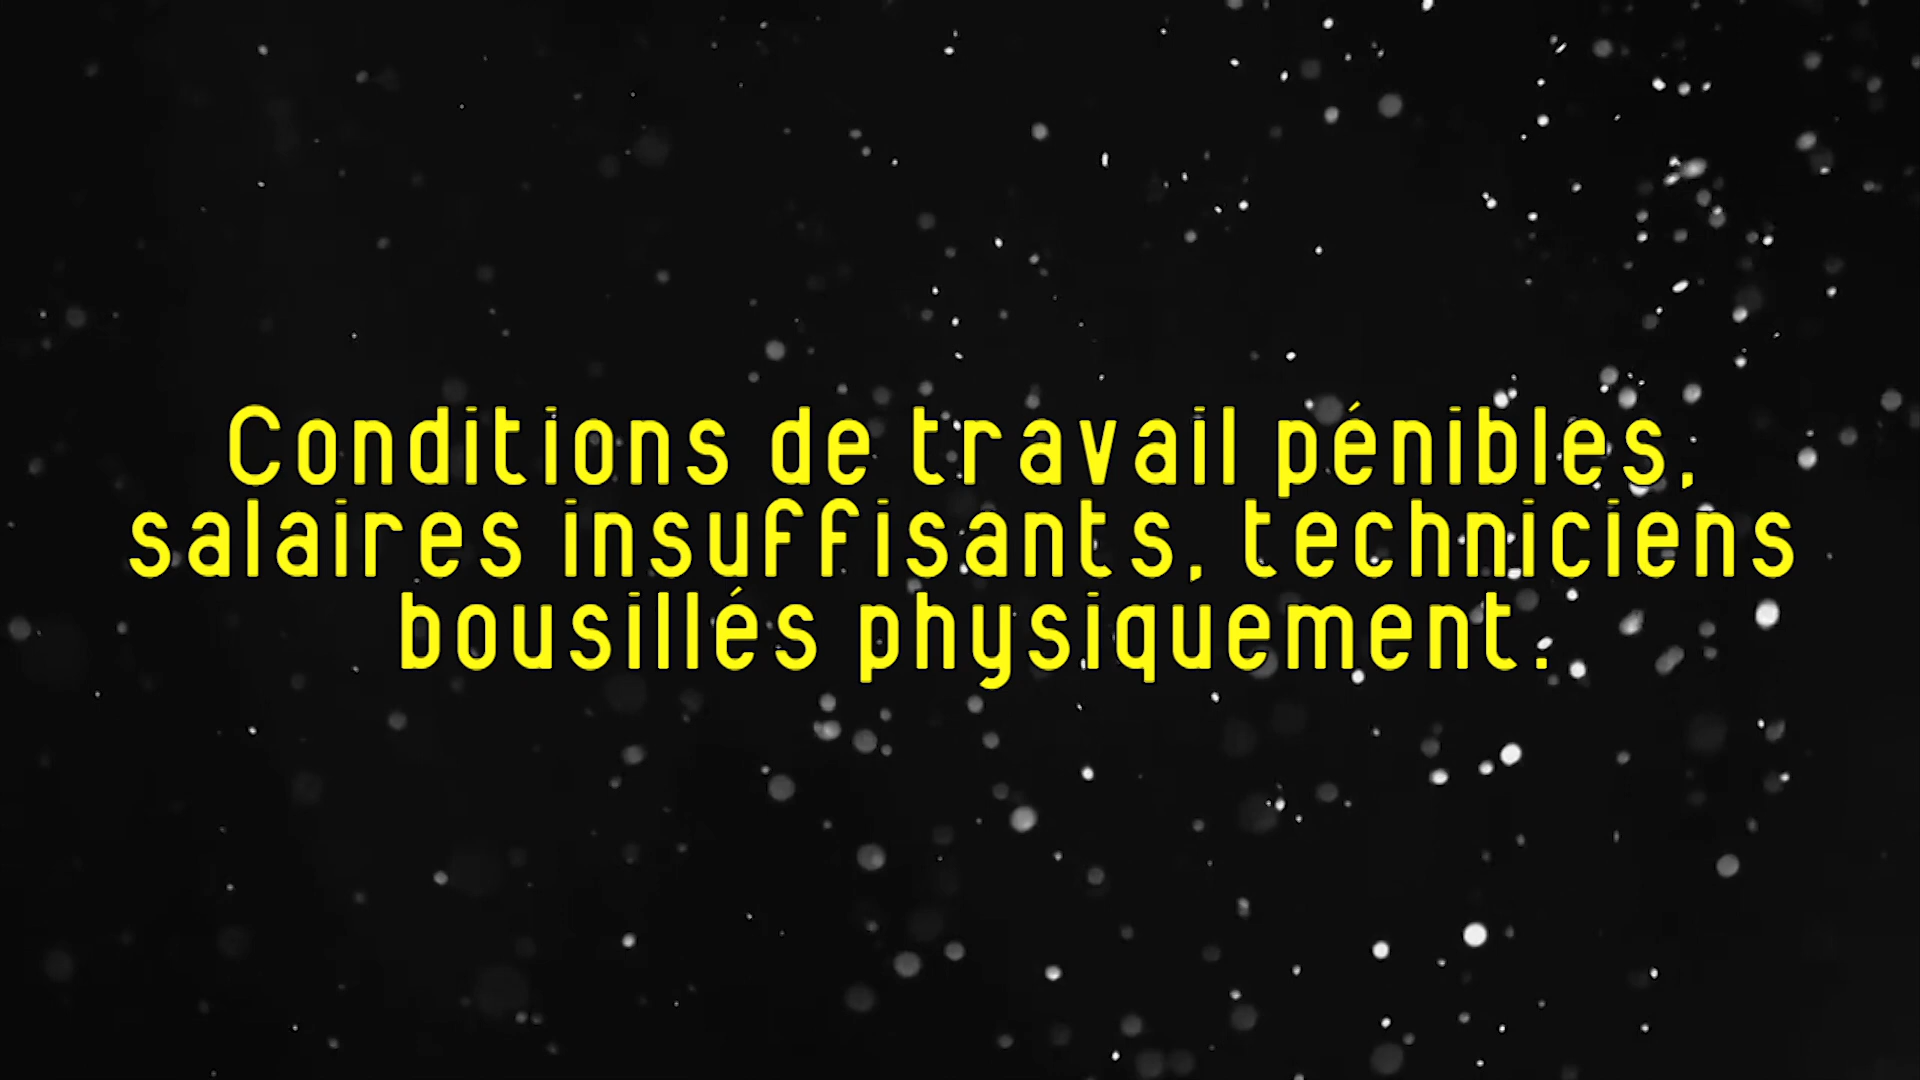 Conditions de travail pénibles,
salaires insuffisants, techniciens
bousillés physiquement.